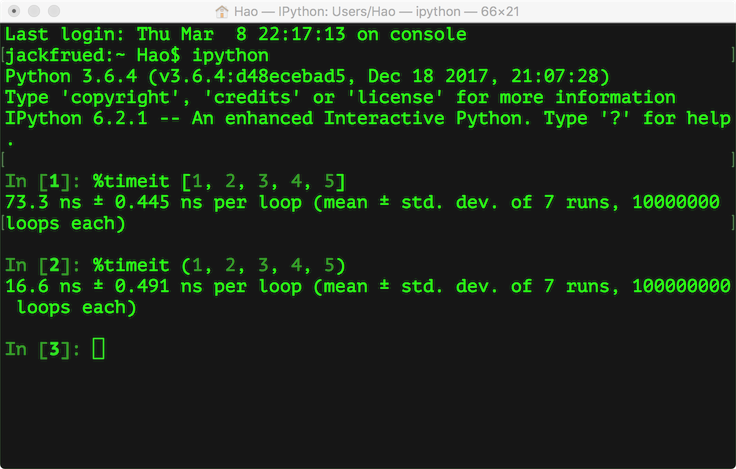 Hao — IPython: Users/Hao — ipython — 66×21
Last login: Thu Mar  8 22:17:13 on console
[jackfrued:~ Hao$ ipython ]
Python 3.6.4 (v3.6.4:d48ecebad5, Dec 18 2017, 21:07:28)
Type 'copyright', 'credits' or 'license' for more information
IPython 6.2.1 -- An enhanced Interactive Python. Type '?' for help
.
[ ]
In [1]: %timeit [1, 2, 3, 4, 5]
73.3 ns ± 0.445 ns per loop (mean ± std. dev. of 7 runs, 10000000
[loops each) ]
In [2]: %timeit (1, 2, 3, 4, 5)
16.6 ns ± 0.491 ns per loop (mean ± std. dev. of 7 runs, 100000000
 loops each)
In [3]: